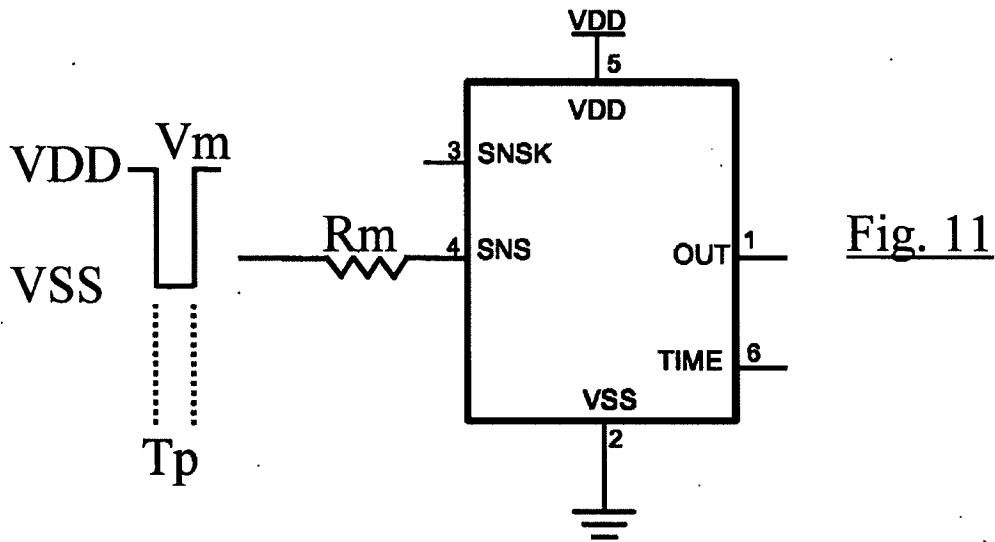 VDD
5
VDD
Vm
VDD
3 SNSK
Rm
4 SNS
VSS
OUT 1
Fig. 11
TIME 6
VSS
2
Tp